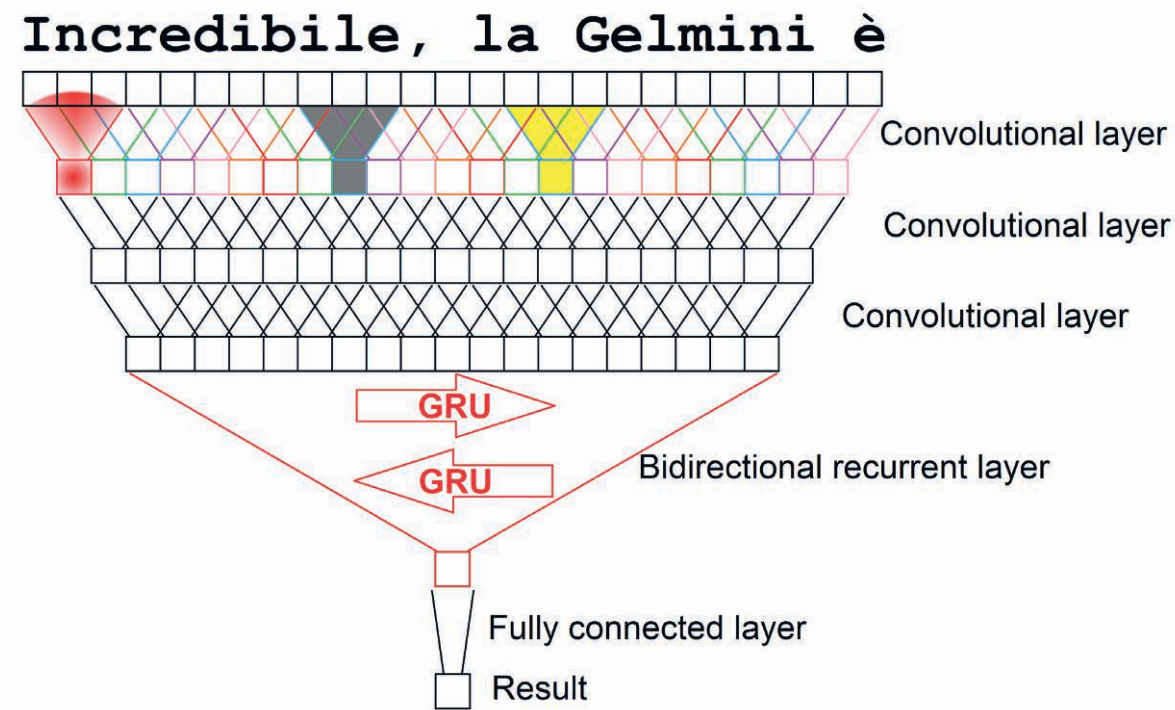 Incredibile, la Gelmini è
Convolutional layer
Convolutional layer
Convolutional layer
GRU
GRU
Bidirectional recurrent layer
Fully connected layer
Result